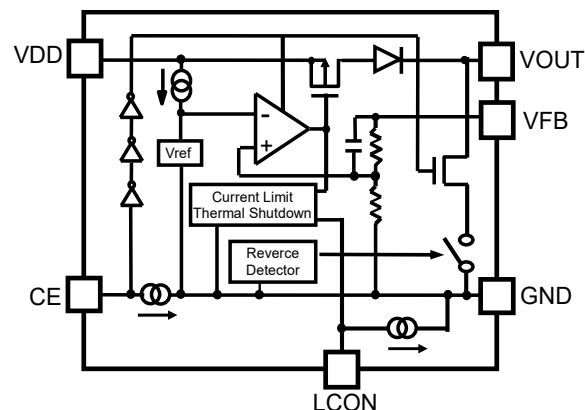 VDD
VOUT
VFB
-
+
Vref
Current Limit
Thermal Shutdown
Reverce
Detector
CE
GND
LCON